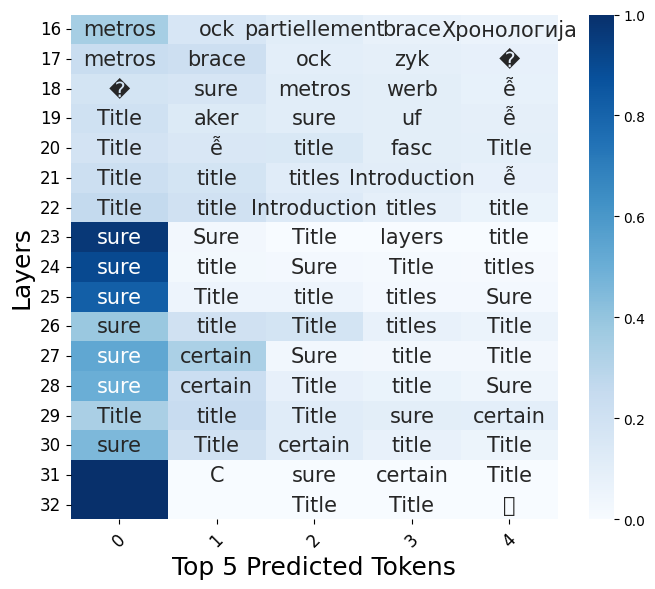 16 metros ock partiellement brace Хронологија 1.0
17 metros brace ock zyk �
18 � sure metros werb ễ
19 Title aker sure uf ễ 0.8
20 Title ễ title fasc Title
21 Title title titles Introduction ễ
22 Title title Introduction titles title 0.6
23 sure Sure Title layers title
24 sure title Sure Title titles
25 sure Title title titles Sure
26 sure title Title titles Title 0.4
27 sure certain Sure title Title
28 sure certain Title title Sure
29 Title title Title sure certain 0.2
30 sure Title certain title Title
31 C sure certain Title
32 Title Title 0.0
Layers
0 1 2 3 4
Top 5 Predicted Tokens